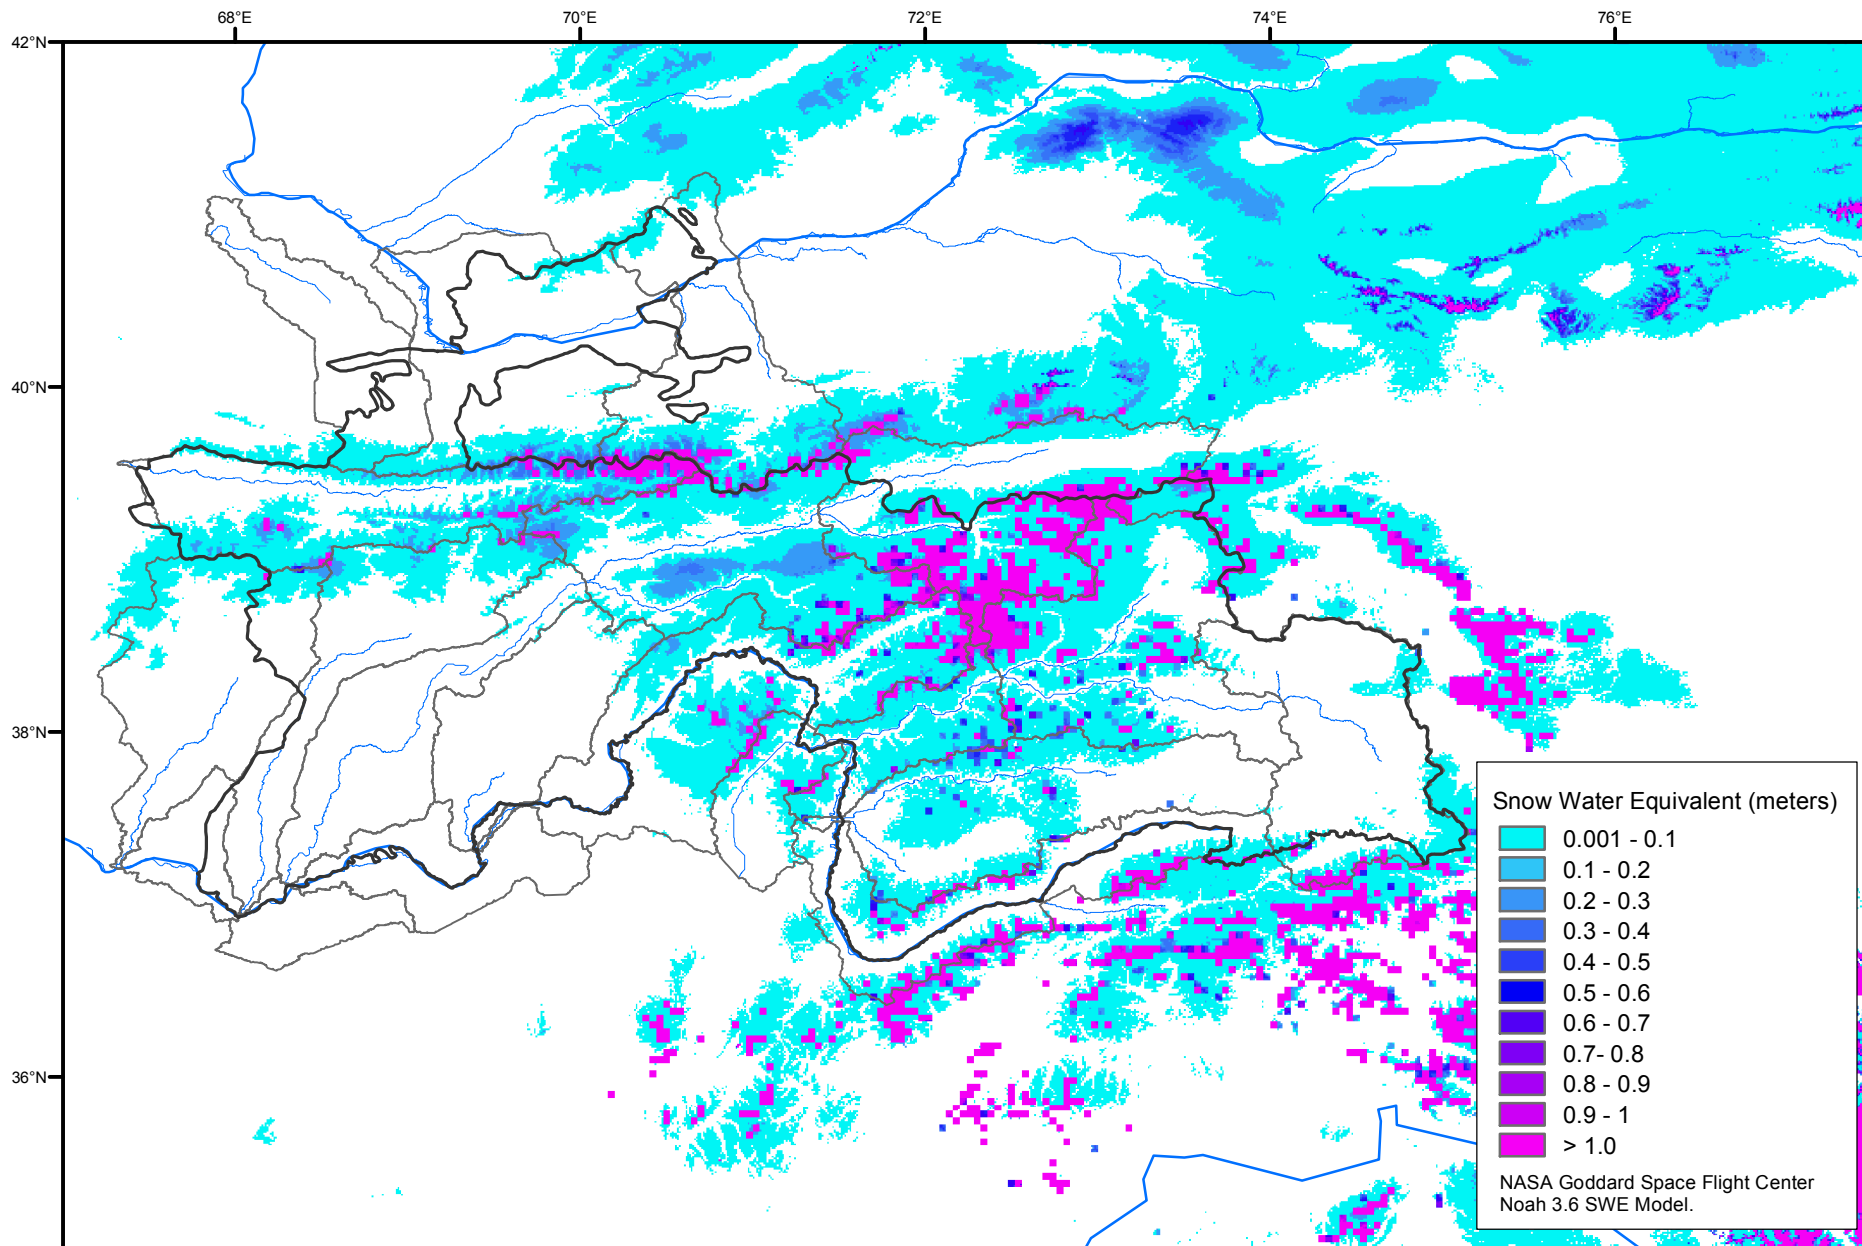 68°E
70°E
72°E
74°E
76°E
42°N
40°N
38°N
36°N
Snow Water Equivalent (meters)
0.001 - 0.1
0.1 - 0.2
0.2 - 0.3
0.3 - 0.4
0.4 - 0.5
0.5 - 0.6
0.6 - 0.7
0.7- 0.8
0.8 - 0.9
0.9 - 1
> 1.0
NASA Goddard Space Flight Center
Noah 3.6 SWE Model.